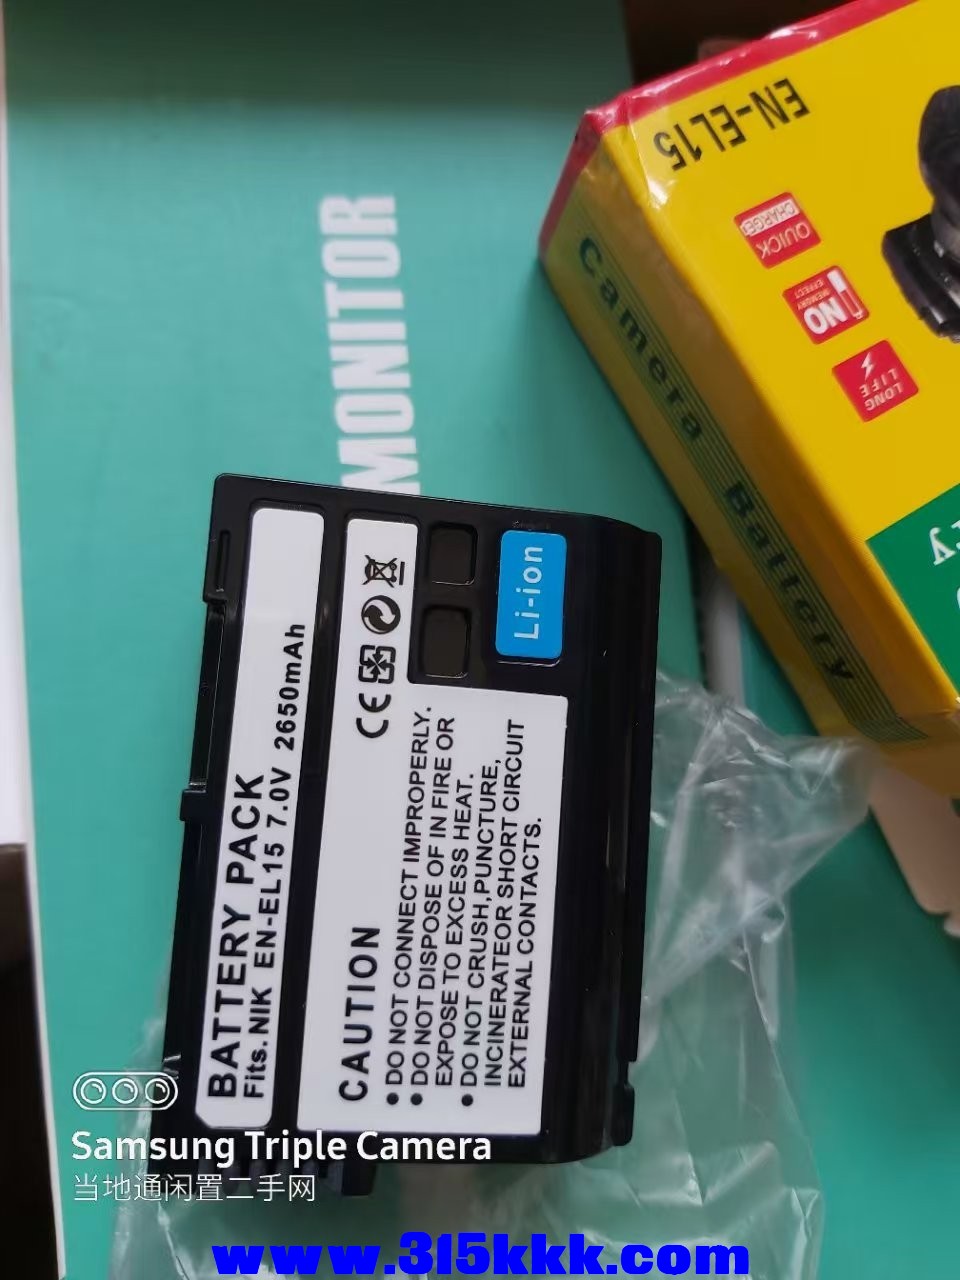 EN-EL15
QUICK
CHARGE
NO
MEMORY
EFFECT
LONG
LIFE
Camera Battery
MONITOR
BATTERY PACK
Fits.NIK EN-EL15 7.0V 2650mAh
CE
Li-ion
CAUTION
● DO NOT CONNECT IMPROPERLY.
● DO NOT DISPOSE OF IN FIRE OR
EXPOSE TO EXCESS HEAT.
● DO NOT CRUSH,PUNCTURE,
INCINERATEOR SHORT CIRCUIT
EXTERNAL CONTACTS.
Samsung Triple Camera
当地通闲置二手网
www.315kkk.com